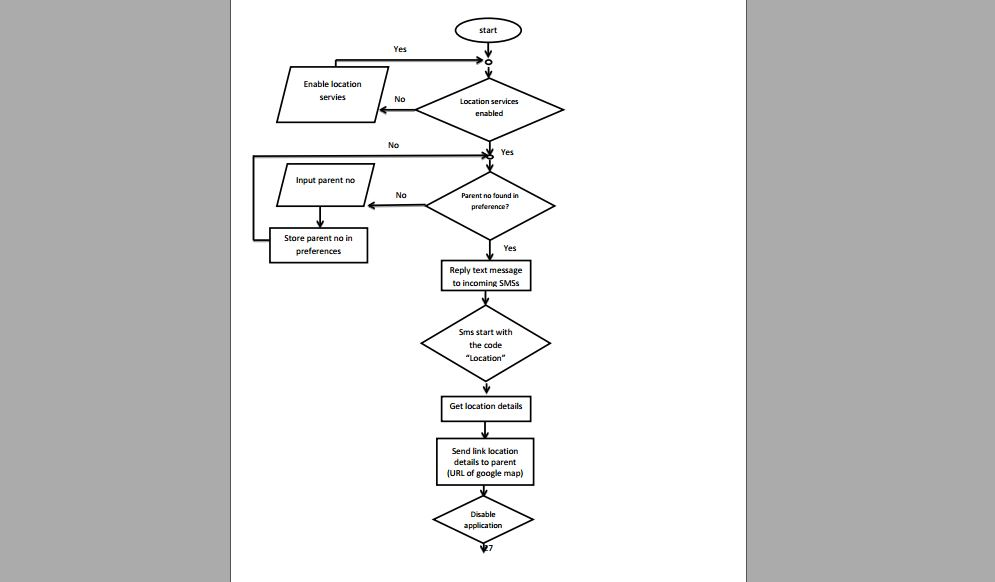 start
Yes
Enable location
servies
No
Location services
enabled
No
Yes
Input parent no
No
Parent no found in
preference?
Store parent no in
preferences
Yes
Reply text message
to incoming SMSs
Sms start with
the code
“Location”
Get location details
Send link location
details to parent
(URL of google map)
Disable
application
27